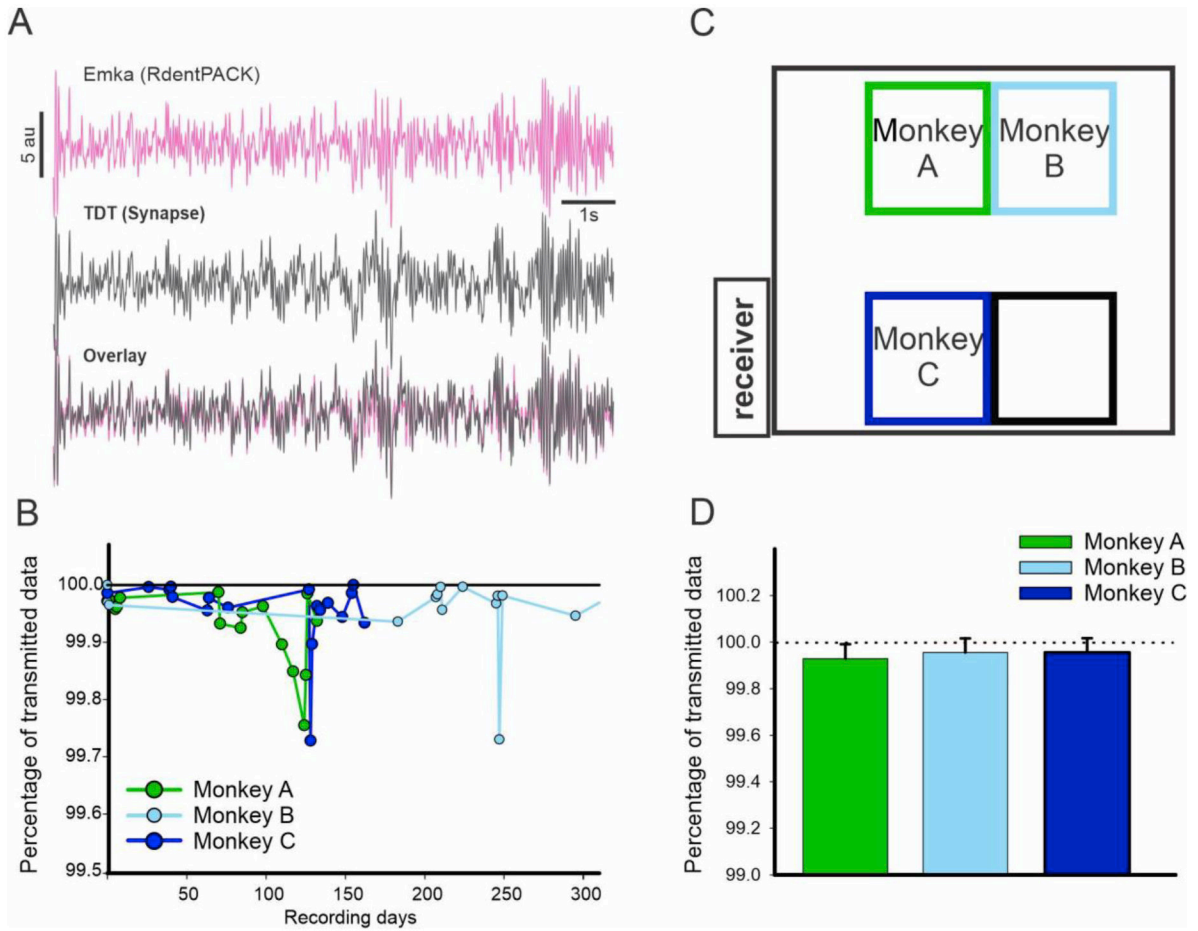 A
Emka (RdentPACK)
5 au
1s
TDT (Synapse)
Overlay
C
Monkey
A
Monkey
B
Monkey
C
receiver
B
Percentage of transmitted data
100.0
99.9
99.8
99.7
99.6
99.5
50
100
150
200
250
300
Recording days
Monkey A
Monkey B
Monkey C
D
Percentage of transmitted data
100.2
100.0
99.8
99.6
99.4
99.2
99.0
Monkey A
Monkey B
Monkey C